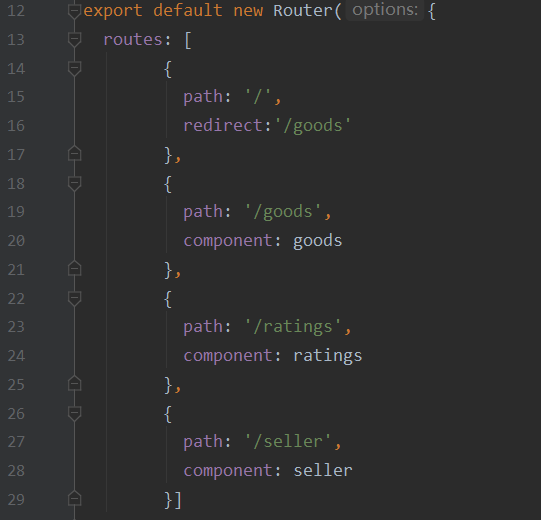 12 export default new Router( options: {
13 routes: [
14 {
15 path: '/',
16 redirect:'/goods'
17 },
18 {
19 path: '/goods',
20 component: goods
21 },
22 {
23 path: '/ratings',
24 component: ratings
25 },
26 {
27 path: '/seller',
28 component: seller
29 }]